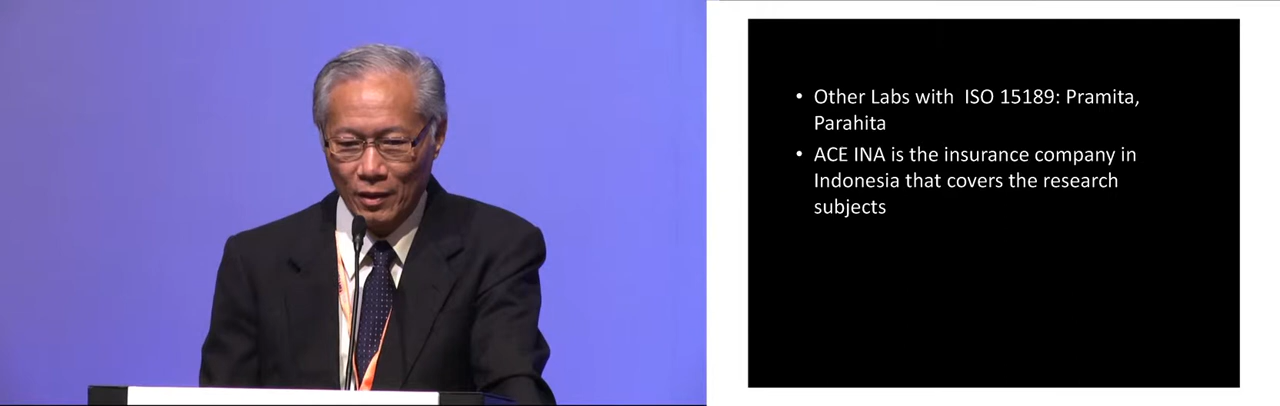 • Other Labs with  ISO 15189: Pramita,
Parahita
• ACE INA is the insurance company in
Indonesia that covers the research
subjects